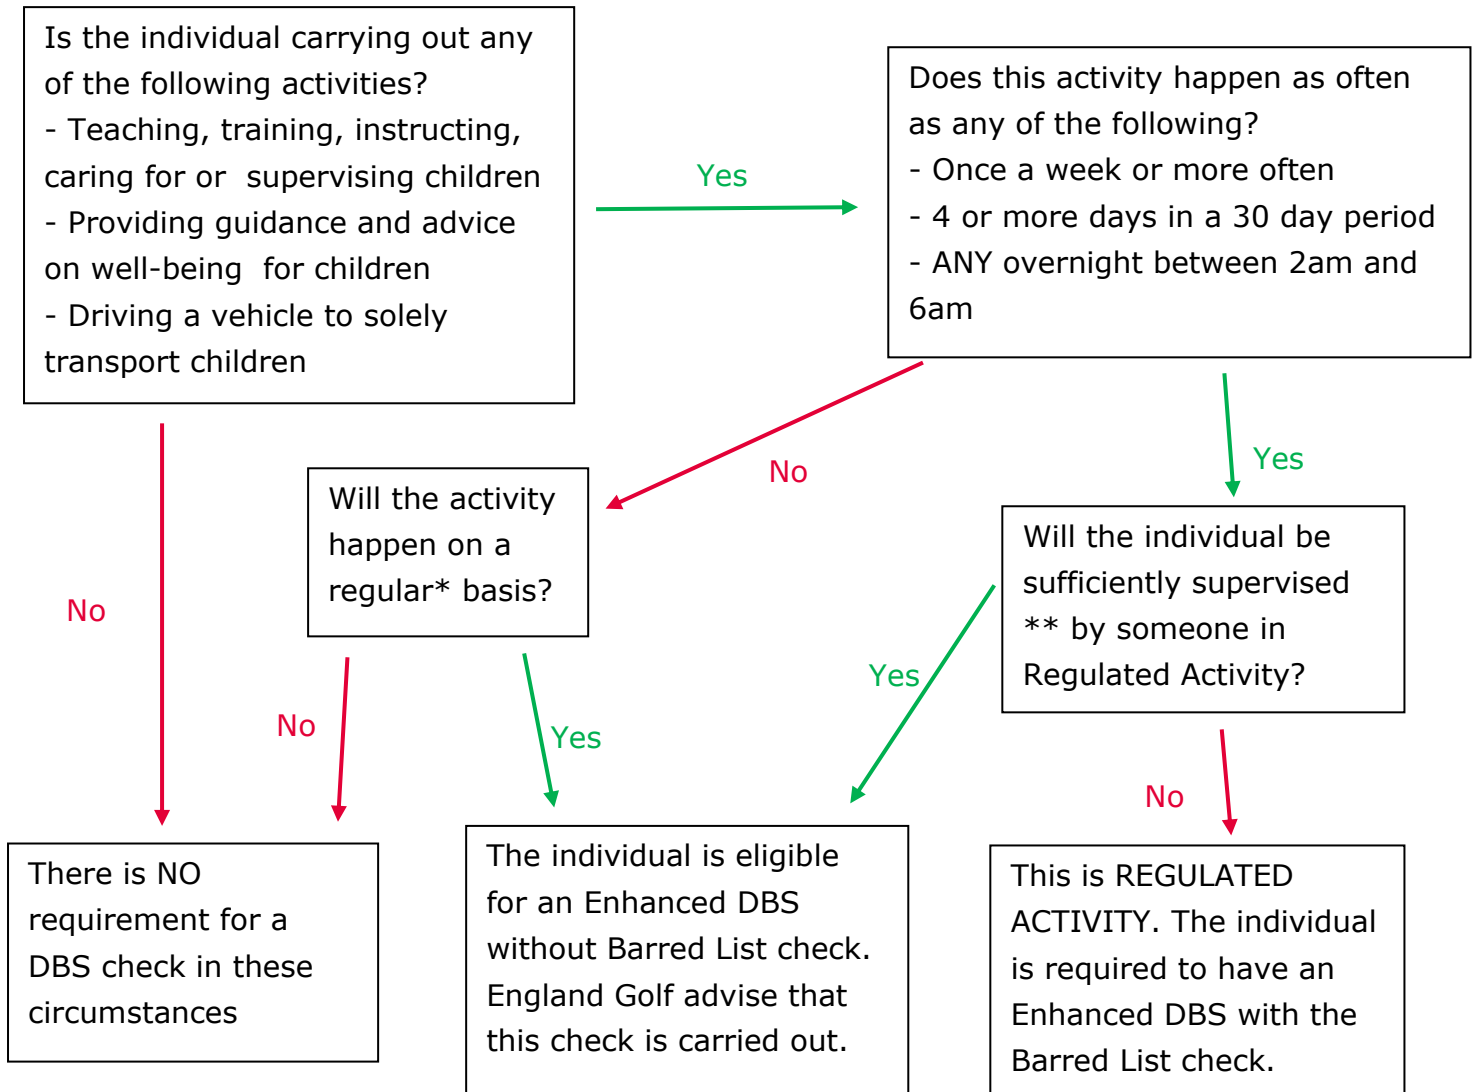 Is the individual carrying out any
of the following activities?
- Teaching, training, instructing,
caring for or  supervising children
- Providing guidance and advice
on well-being  for children
- Driving a vehicle to solely
transport children
Yes
Does this activity happen as often
as any of the following?
- Once a week or more often
- 4 or more days in a 30 day period
- ANY overnight between 2am and
6am
No
No
Yes
Will the activity
happen on a
regular* basis?
Will the individual be
sufficiently supervised
** by someone in
Regulated Activity?
No
Yes
Yes
No
There is NO
requirement for a
DBS check in these
circumstances
The individual is eligible
for an Enhanced DBS
without Barred List check.
England Golf advise that
this check is carried out.
This is REGULATED
ACTIVITY. The individual
is required to have an
Enhanced DBS with the
Barred List check.